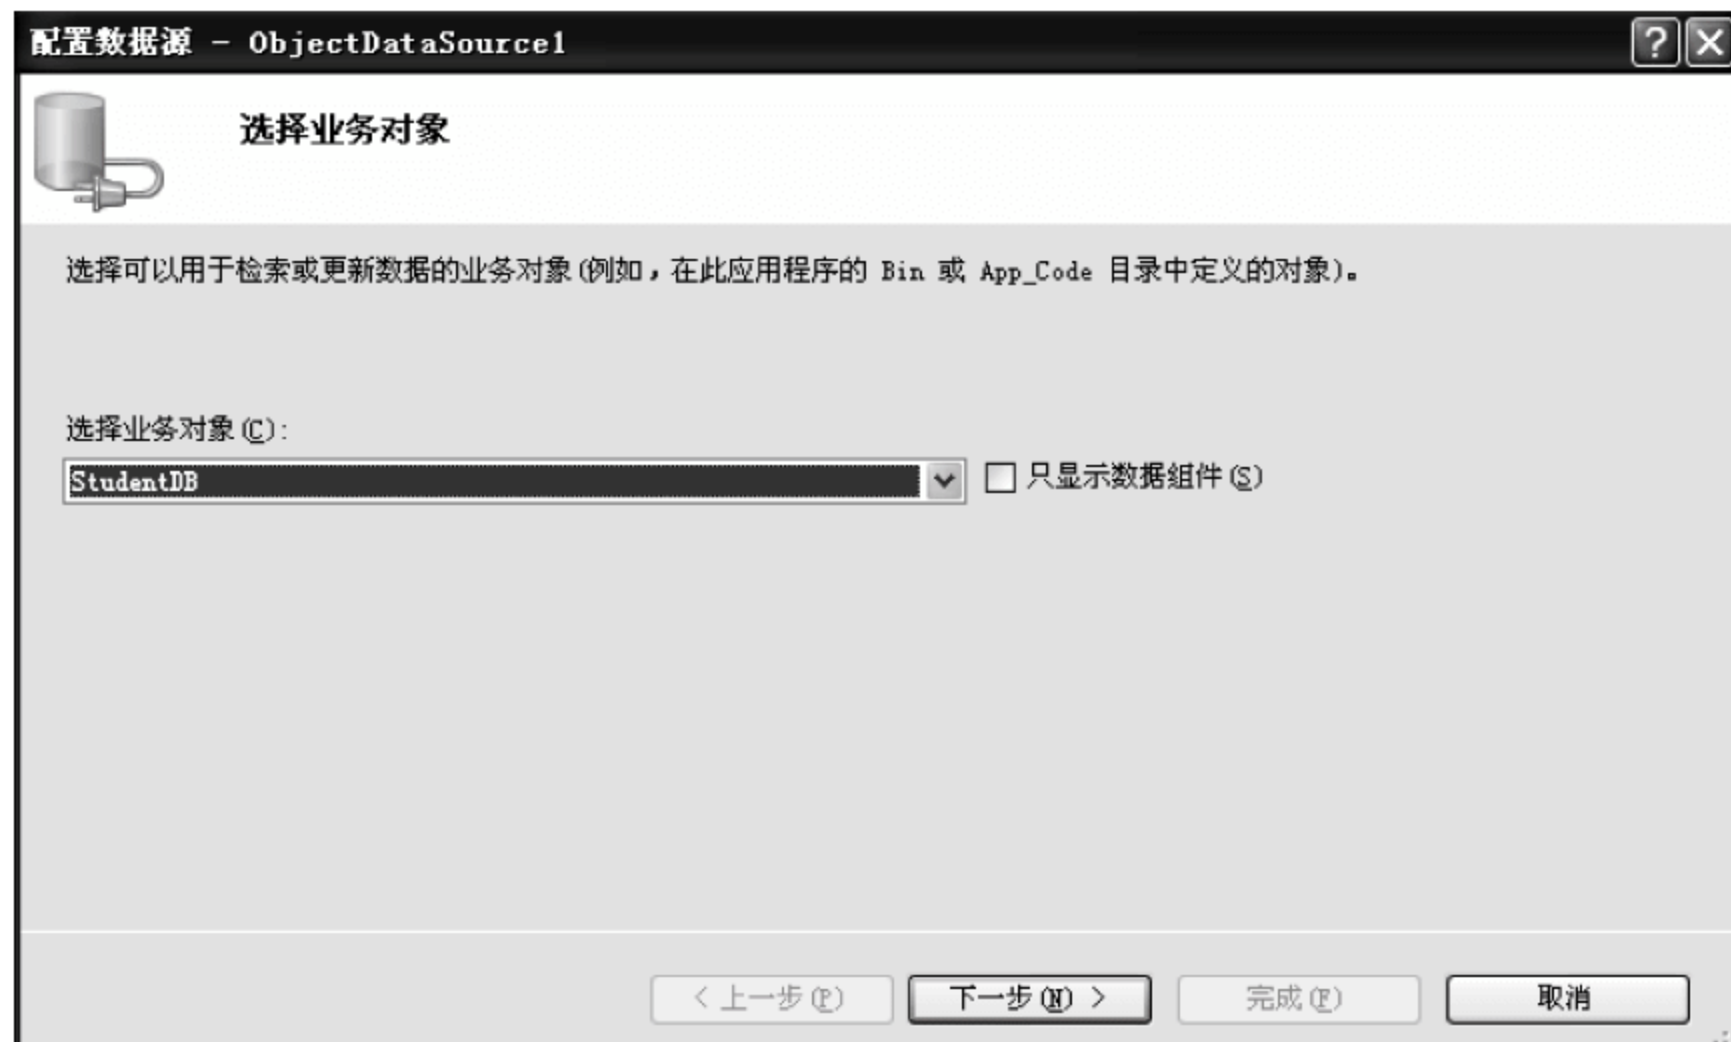 配置数据源 - ObjectDataSource1
选择业务对象
选择可以用于检索或更新数据的业务对象(例如,在此应用程序的 Bin 或 App_Code 目录中定义的对象)。
选择业务对象(C):
StudentDB
只显示数据组件(S)
< 上一步(P)
下一步(N) >
完成(F)
取消